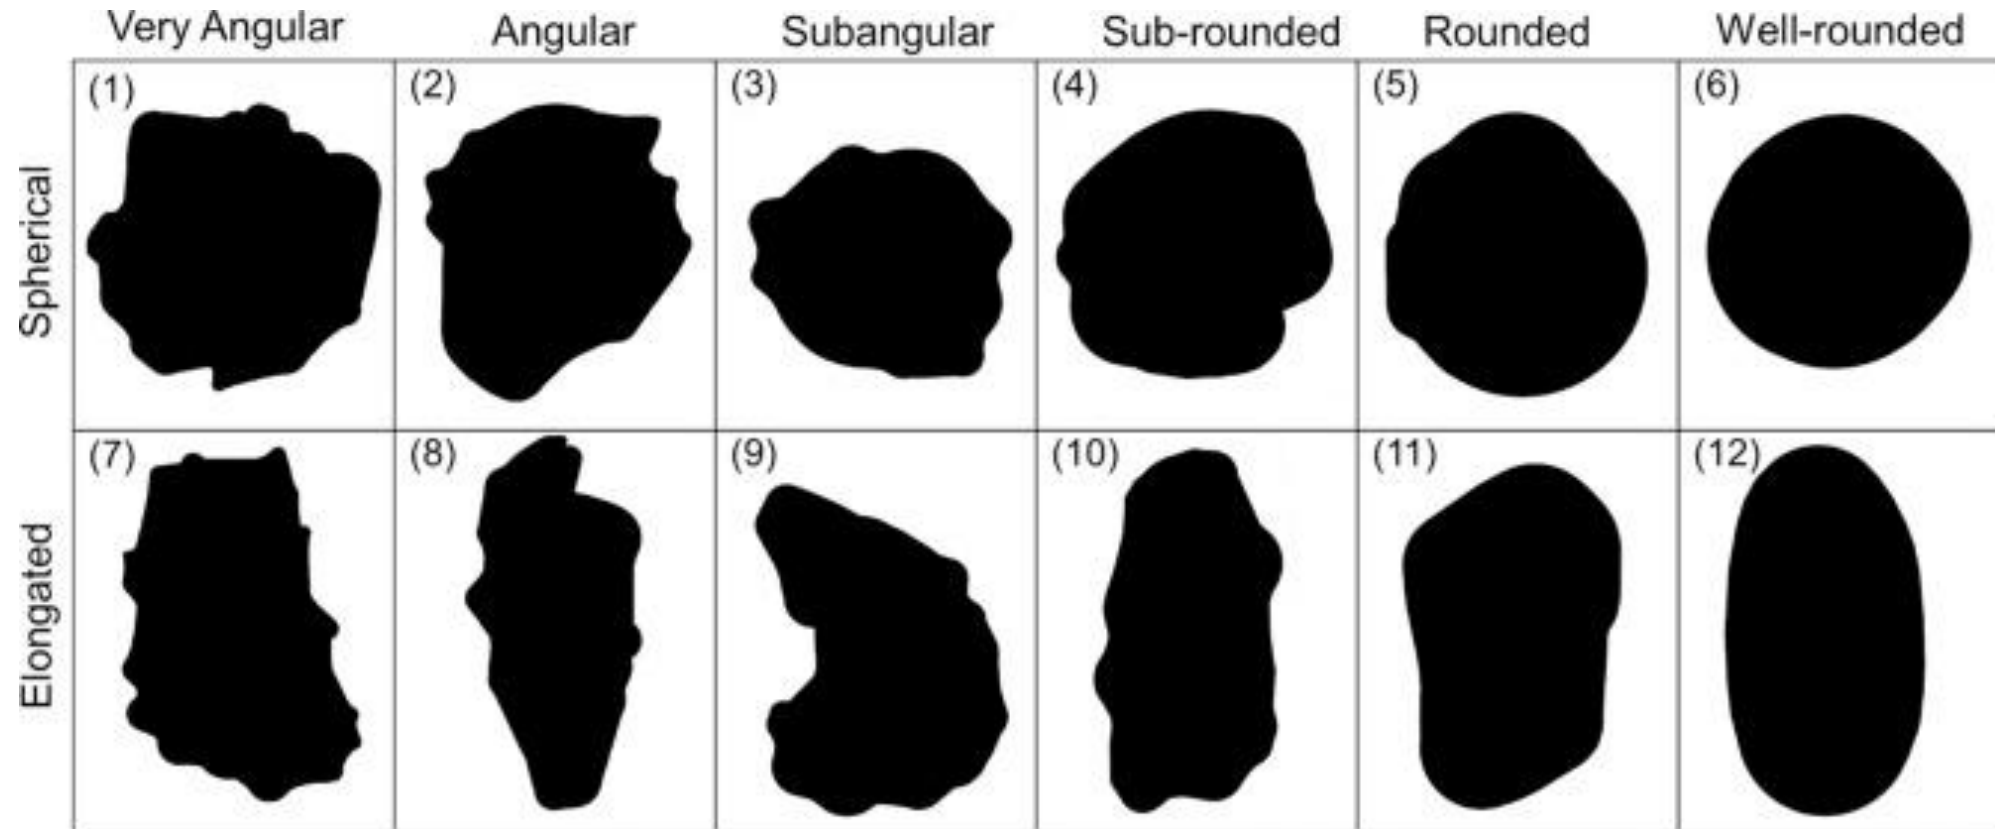 Very Angular Angular Subangular Sub-rounded Rounded Well-rounded
Spherical
(1) (2) (3) (4) (5) (6)
Elongated
(7) (8) (9) (10) (11) (12)